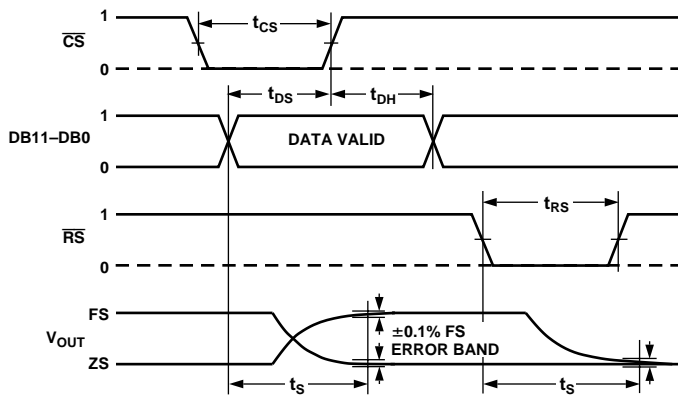 1
CS
tCS
0
tDS
tDH
1
DB11–DB0
DATA VALID
0
1
RS
tRS
0
FS
VOUT
±0.1% FS
ERROR BAND
ZS
tS
tS